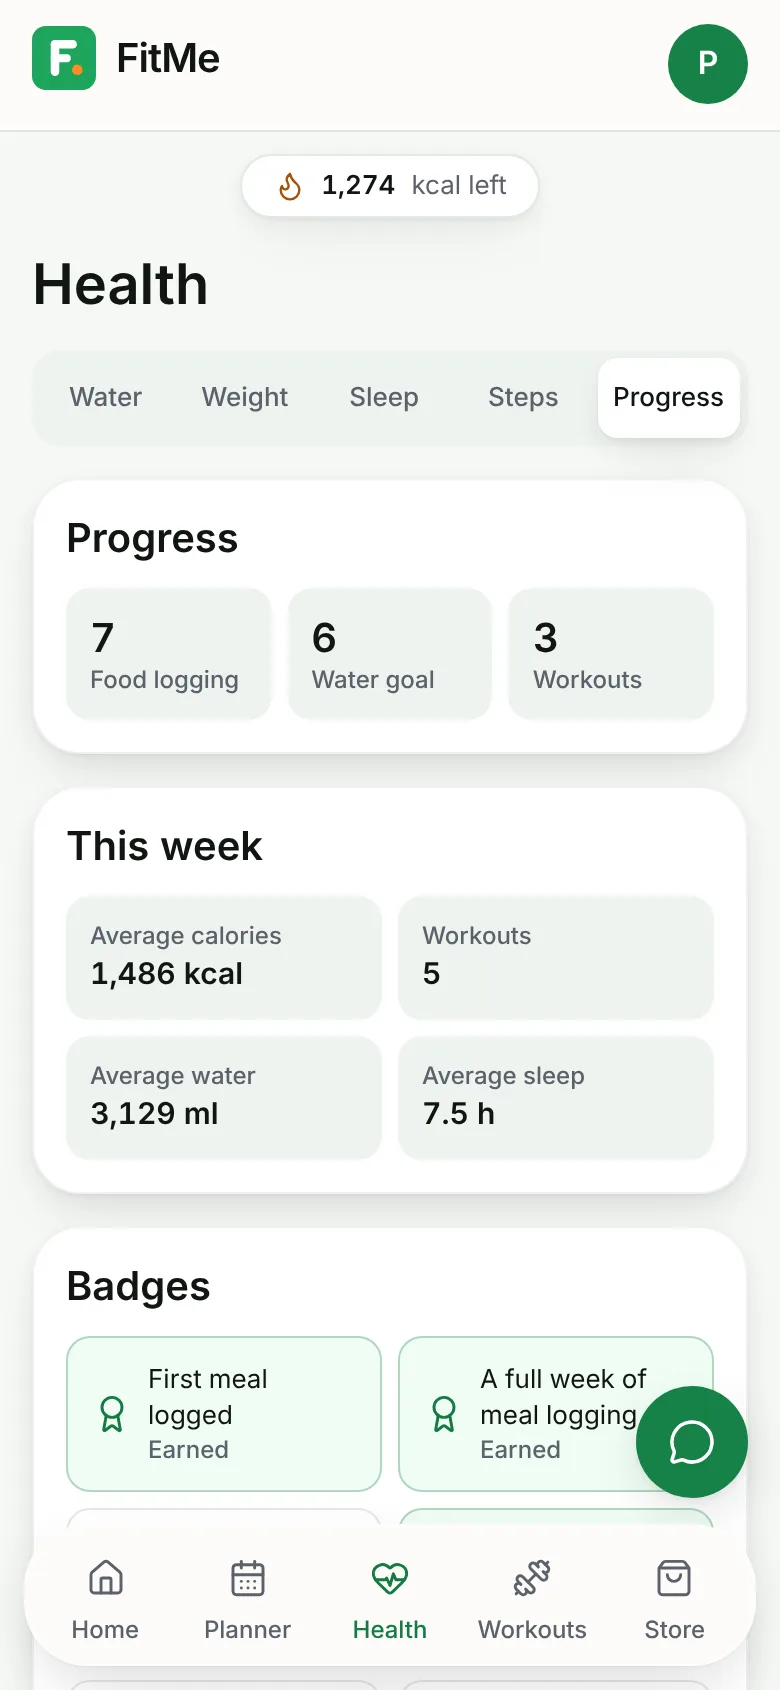 F. FitMe
P
1,274 kcal left
Health
Water Weight Sleep Steps Progress
Progress
7 6 3
Food logging Water goal Workouts
This week
Average calories Workouts
1,486 kcal 5
Average water Average sleep
3,129 ml 7.5 h
Badges
First meal
logged
Earned
A full week of
meal logging
Earned
Home Planner Health Workouts Store